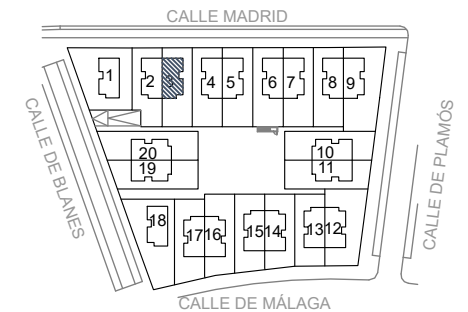 CALLE MADRID
1 2 3 4 5 6 7 8 9
CALLE DE BLANES
20 10
19 11
CALLE DE PLAMÓS
18 17 16 15 14 13 12
CALLE DE MÁLAGA